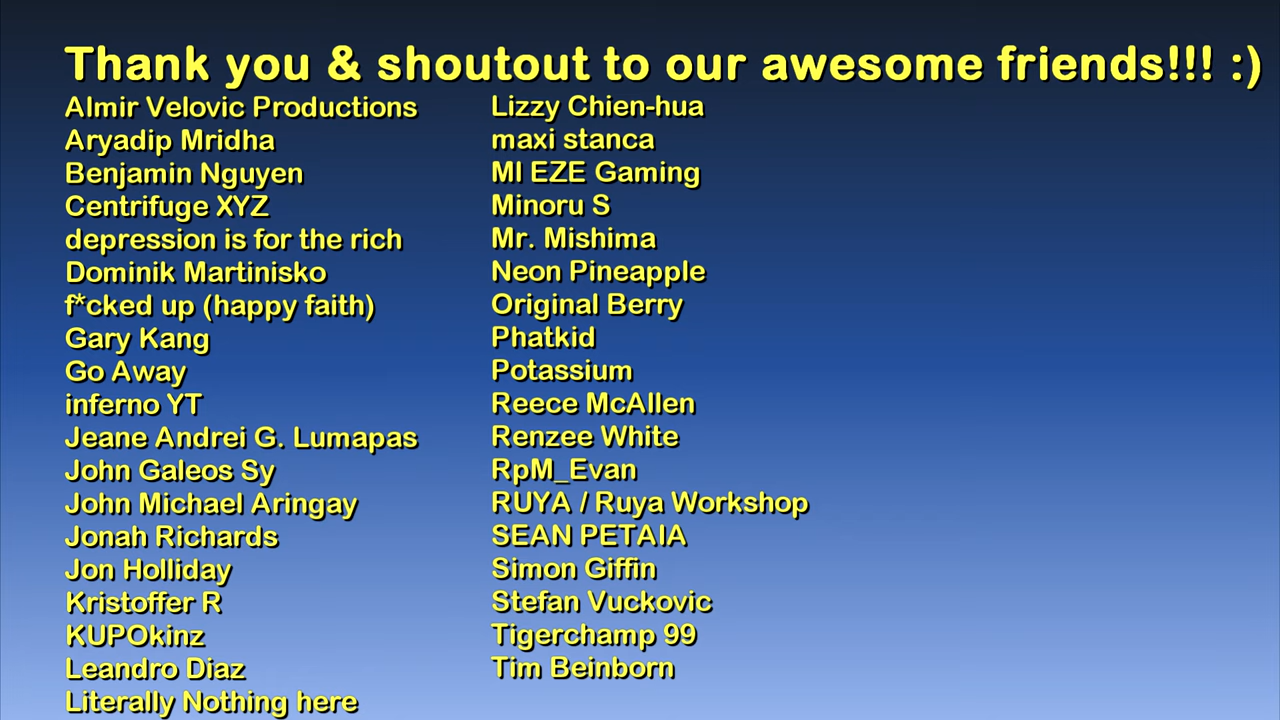 Thank you & shoutout to our awesome friends!!! :)
Almir Velovic Productions
Aryadip Mridha
Benjamin Nguyen
Centrifuge XYZ
depression is for the rich
Dominik Martinisko
f*cked up (happy faith)
Gary Kang
Go Away
inferno YT
Jeane Andrei G. Lumapas
John Galeos Sy
John Michael Aringay
Jonah Richards
Jon Holliday
Kristoffer R
KUPOkinz
Leandro Diaz
Literally Nothing here
Lizzy Chien-hua
maxi stanca
MI EZE Gaming
Minoru S
Mr. Mishima
Neon Pineapple
Original Berry
Phatkid
Potassium
Reece McAllen
Renzee White
RpM_Evan
RUYA / Ruya Workshop
SEAN PETAIA
Simon Giffin
Stefan Vuckovic
Tigerchamp 99
Tim Beinborn